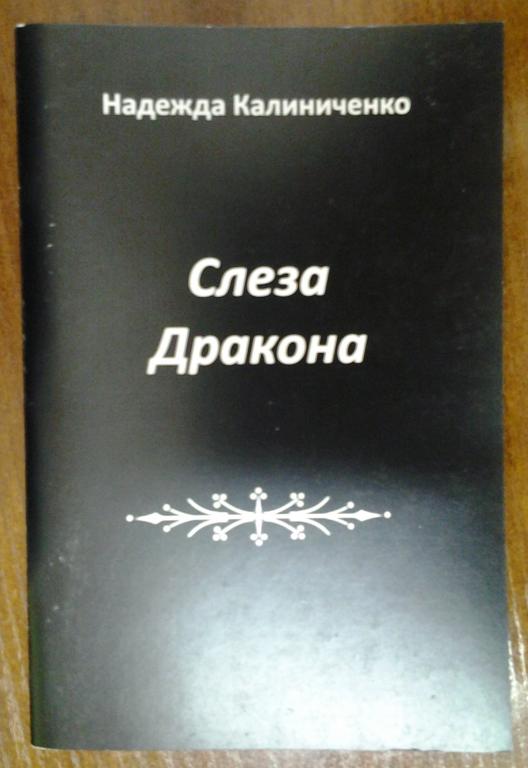 Надежда Калиниченко
Слеза
Дракона